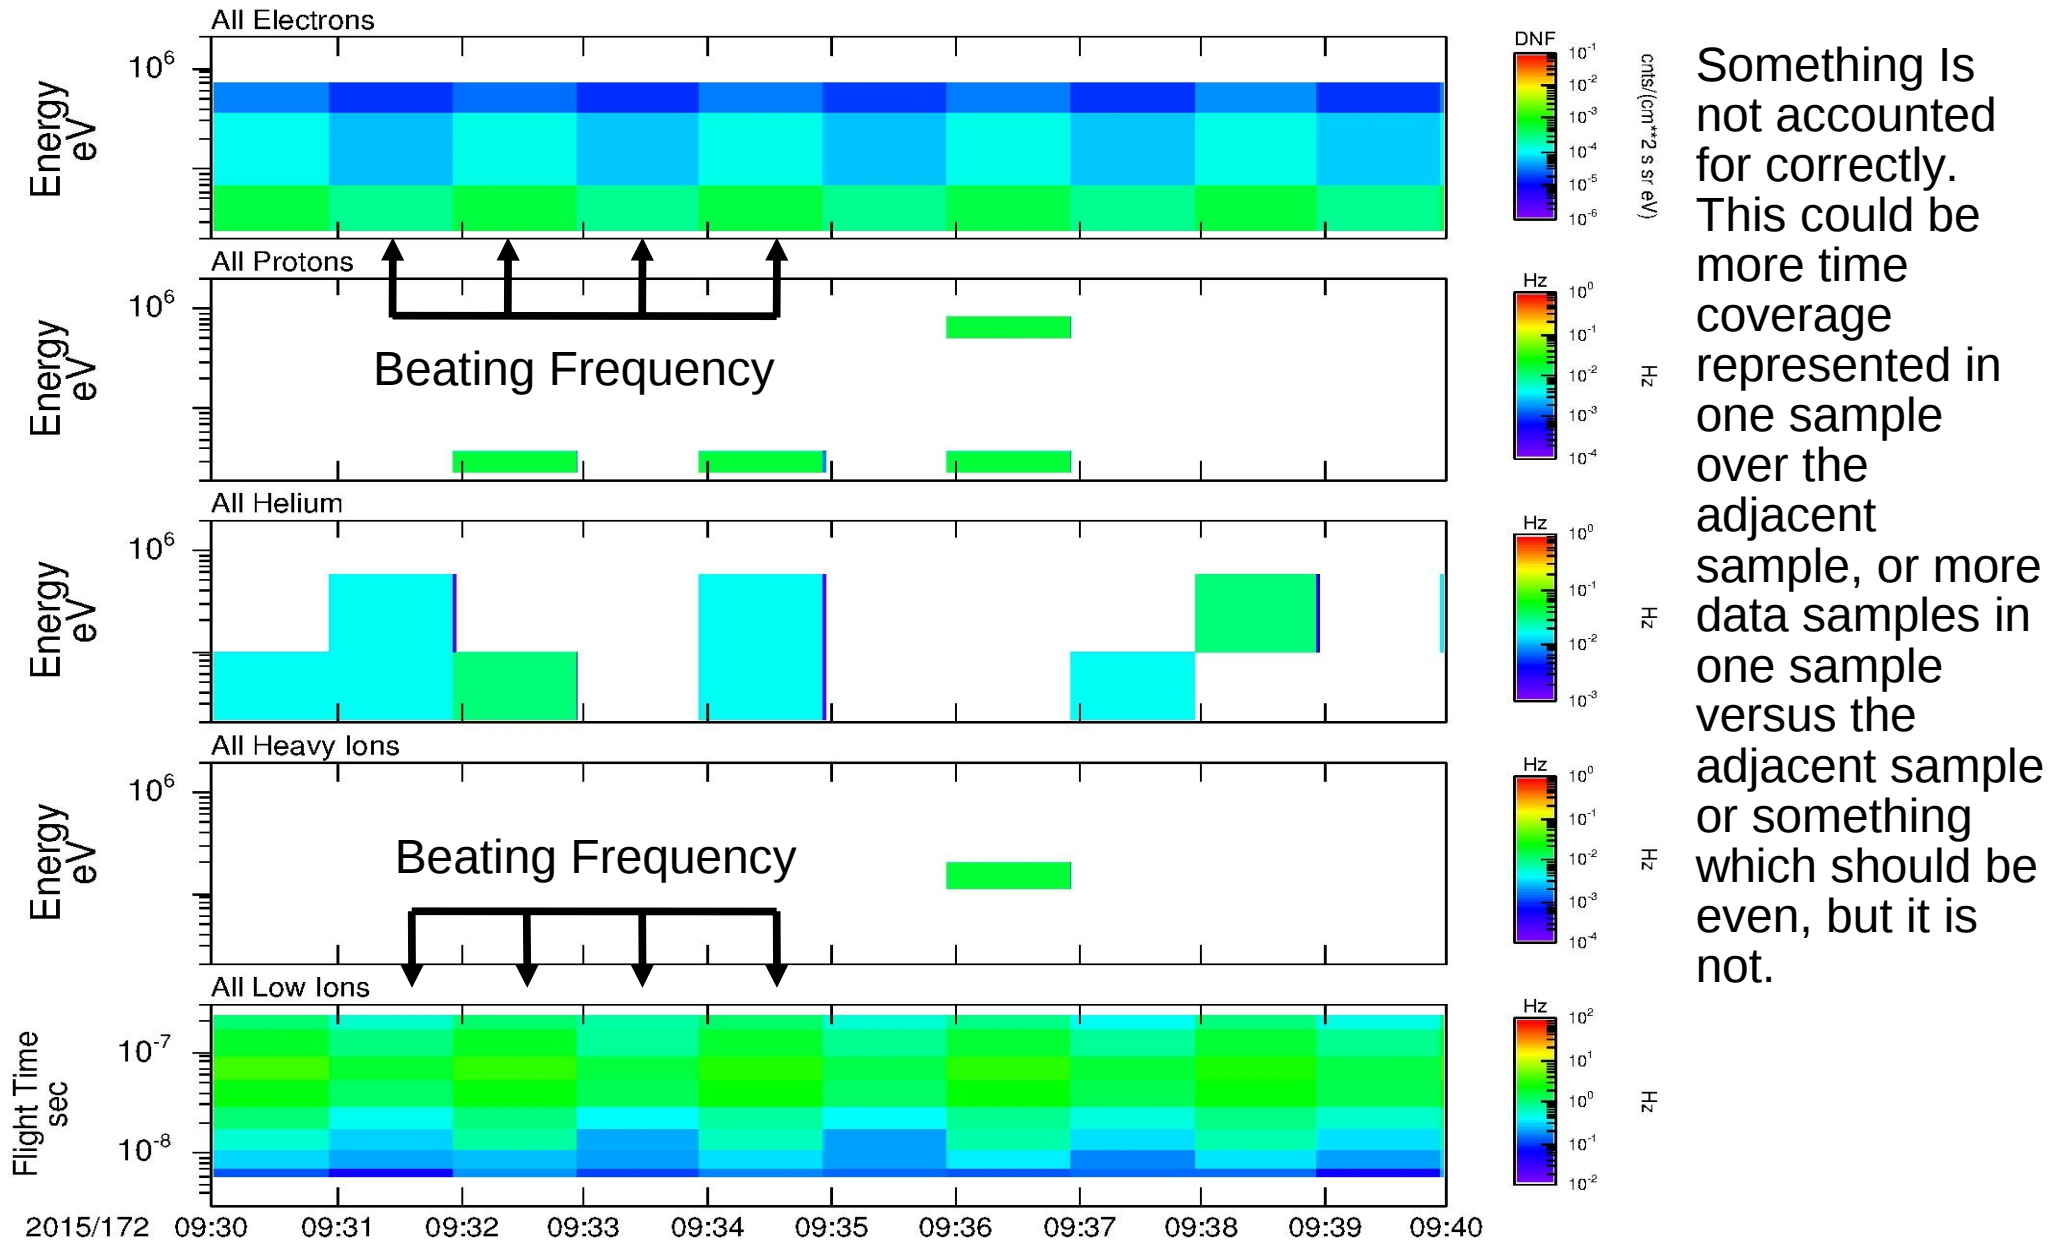 All Electrons
10^6
Energy
eV
DNF
10^-1
10^-2
10^-3
10^-4
10^-5
10^-6
cnts/(cm**2 s sr eV)
All Protons
10^6
Energy
eV
Beating Frequency
Hz
10^0
10^-1
10^-2
10^-3
10^-4
Hz
All Helium
10^6
Energy
eV
Hz
10^0
10^-1
10^-2
10^-3
Hz
All Heavy Ions
10^6
Energy
eV
Beating Frequency
Hz
10^0
10^-1
10^-2
10^-3
10^-4
Hz
All Low Ions
10^-7
10^-8
Flight Time
sec
Hz
10^2
10^1
10^0
10^-1
10^-2
Hz
2015/172 09:30 09:31 09:32 09:33 09:34 09:35 09:36 09:37 09:38 09:39 09:40
Something Is
not accounted
for correctly.
This could be
more time
coverage
represented in
one sample
over the
adjacent
sample, or more
data samples in
one sample
versus the
adjacent sample
or something
which should be
even, but it is
not.